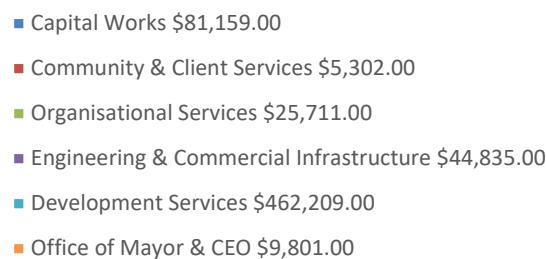 Capital Works $81,159.00
Community & Client Services $5,302.00
Organisational Services $25,711.00
Engineering & Commercial Infrastructure $44,835.00
Development Services $462,209.00
Office of Mayor & CEO $9,801.00